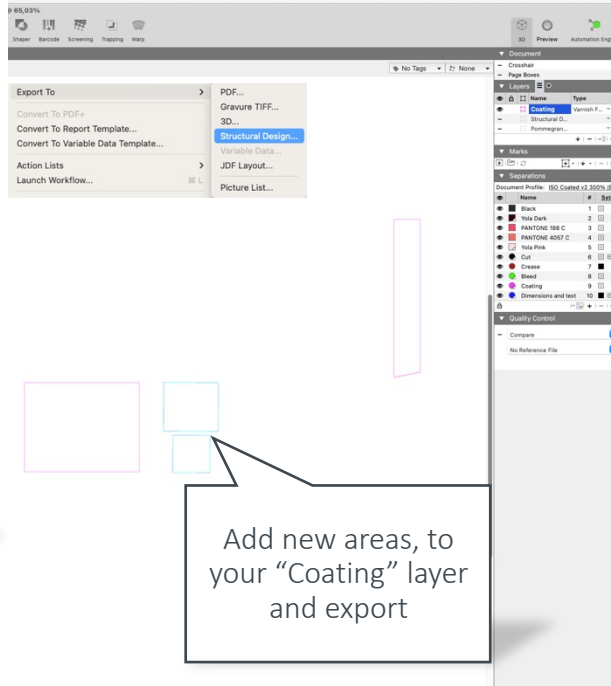 @ 65,03%
Shaper Barcode Screening Trapping Warp
3D Preview Automation Eng
No Tags None
Export To
Convert To PDF+
Convert To Report Template...
Convert To Variable Data Template...
Action Lists
Launch Workflow... ⌘ L
PDF...
Gravure TIFF...
3D...
Structural Design...
Variable Data...
JDF Layout...
Picture List...
Document
Crosshair
Page Boxes
Layers
Name Type
Coating Varnish F...
Structural D...
Pommegran...
Marks
Separations
Document Profile: ISO Coated v2 300% (E
Name # Set
Black 1
Yola Dark 2
PANTONE 198 C 3
PANTONE 4057 C 4
Yola Pink 5
Cut 6
Crease 7
Bleed 8
Coating 9
Dimensions and text 10
Quality Control
Compare
No Reference File
Add new areas, to
your “Coating” layer
and export